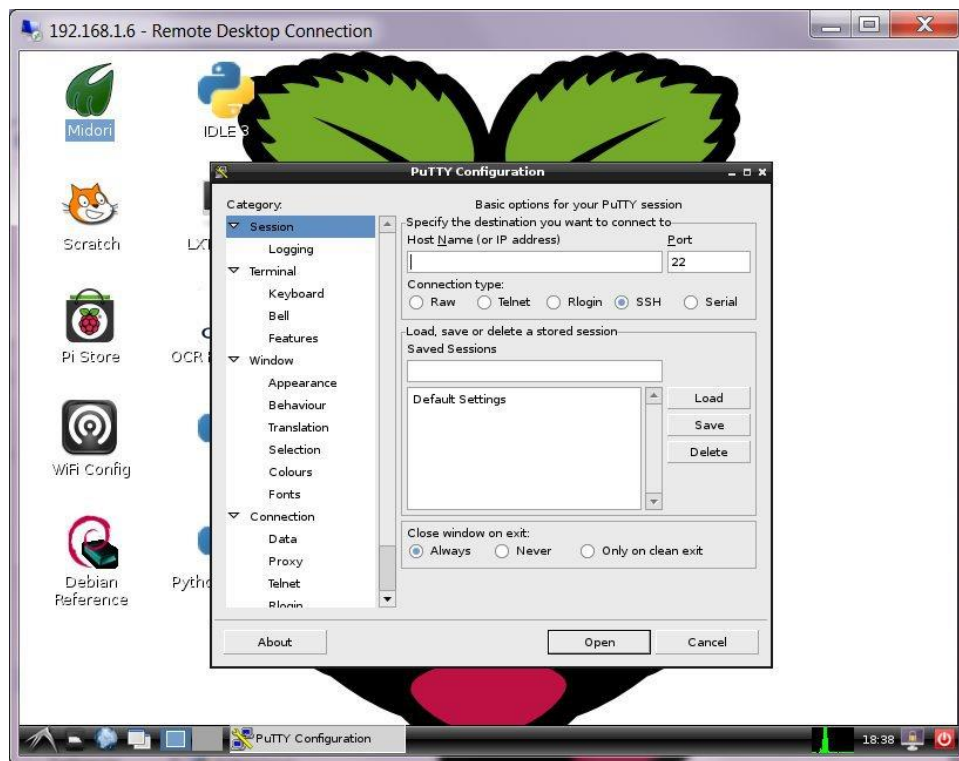 192.168.1.6 - Remote Desktop Connection
Midori
IDLE 3
Scratch
LXT
Pi Store
OCR
WiFi Config
Debian
Reference
Pytho
PuTTY Configuration
Category:
Session
Logging
Terminal
Keyboard
Bell
Features
Window
Appearance
Behaviour
Translation
Selection
Colours
Fonts
Connection
Data
Proxy
Telnet
Rlogin
Basic options for your PuTTY session
Specify the destination you want to connect to
Host Name (or IP address) Port
22
Connection type:
Raw Telnet Rlogin SSH Serial
Load, save or delete a stored session
Saved Sessions
Default Settings
Load
Save
Delete
Close window on exit:
Always Never Only on clean exit
About Open Cancel
PuTTY Configuration 18:38